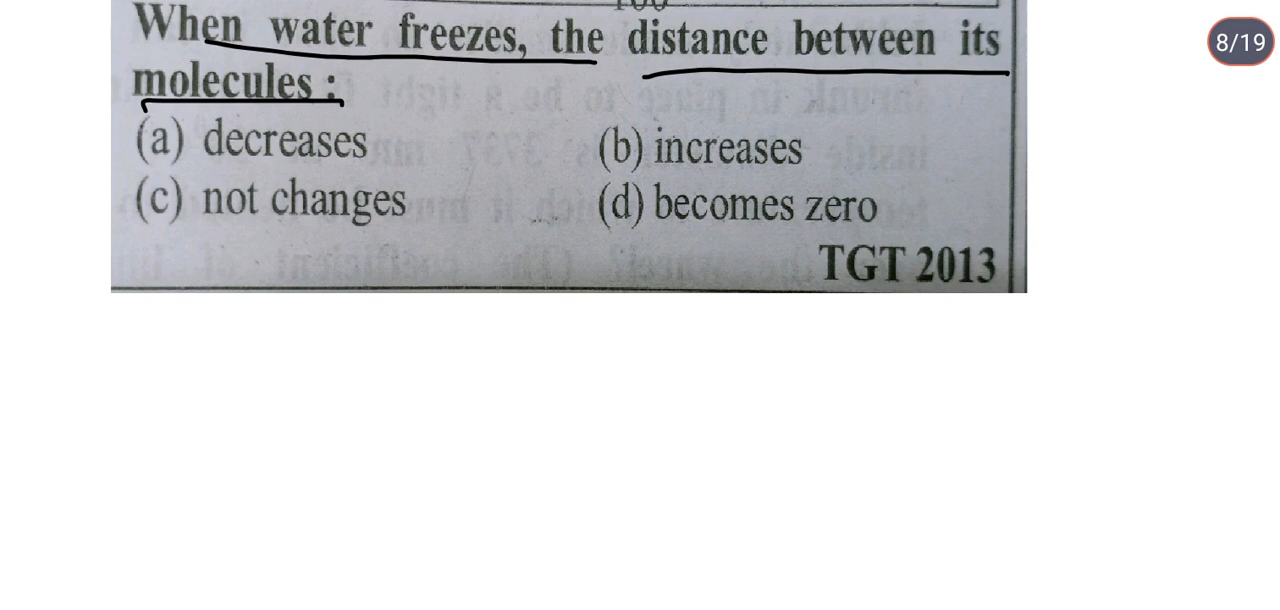 When water freezes, the distance between its
molecules :
(a) decreases (b) increases
(c) not changes (d) becomes zero
TGT 2013
8/19